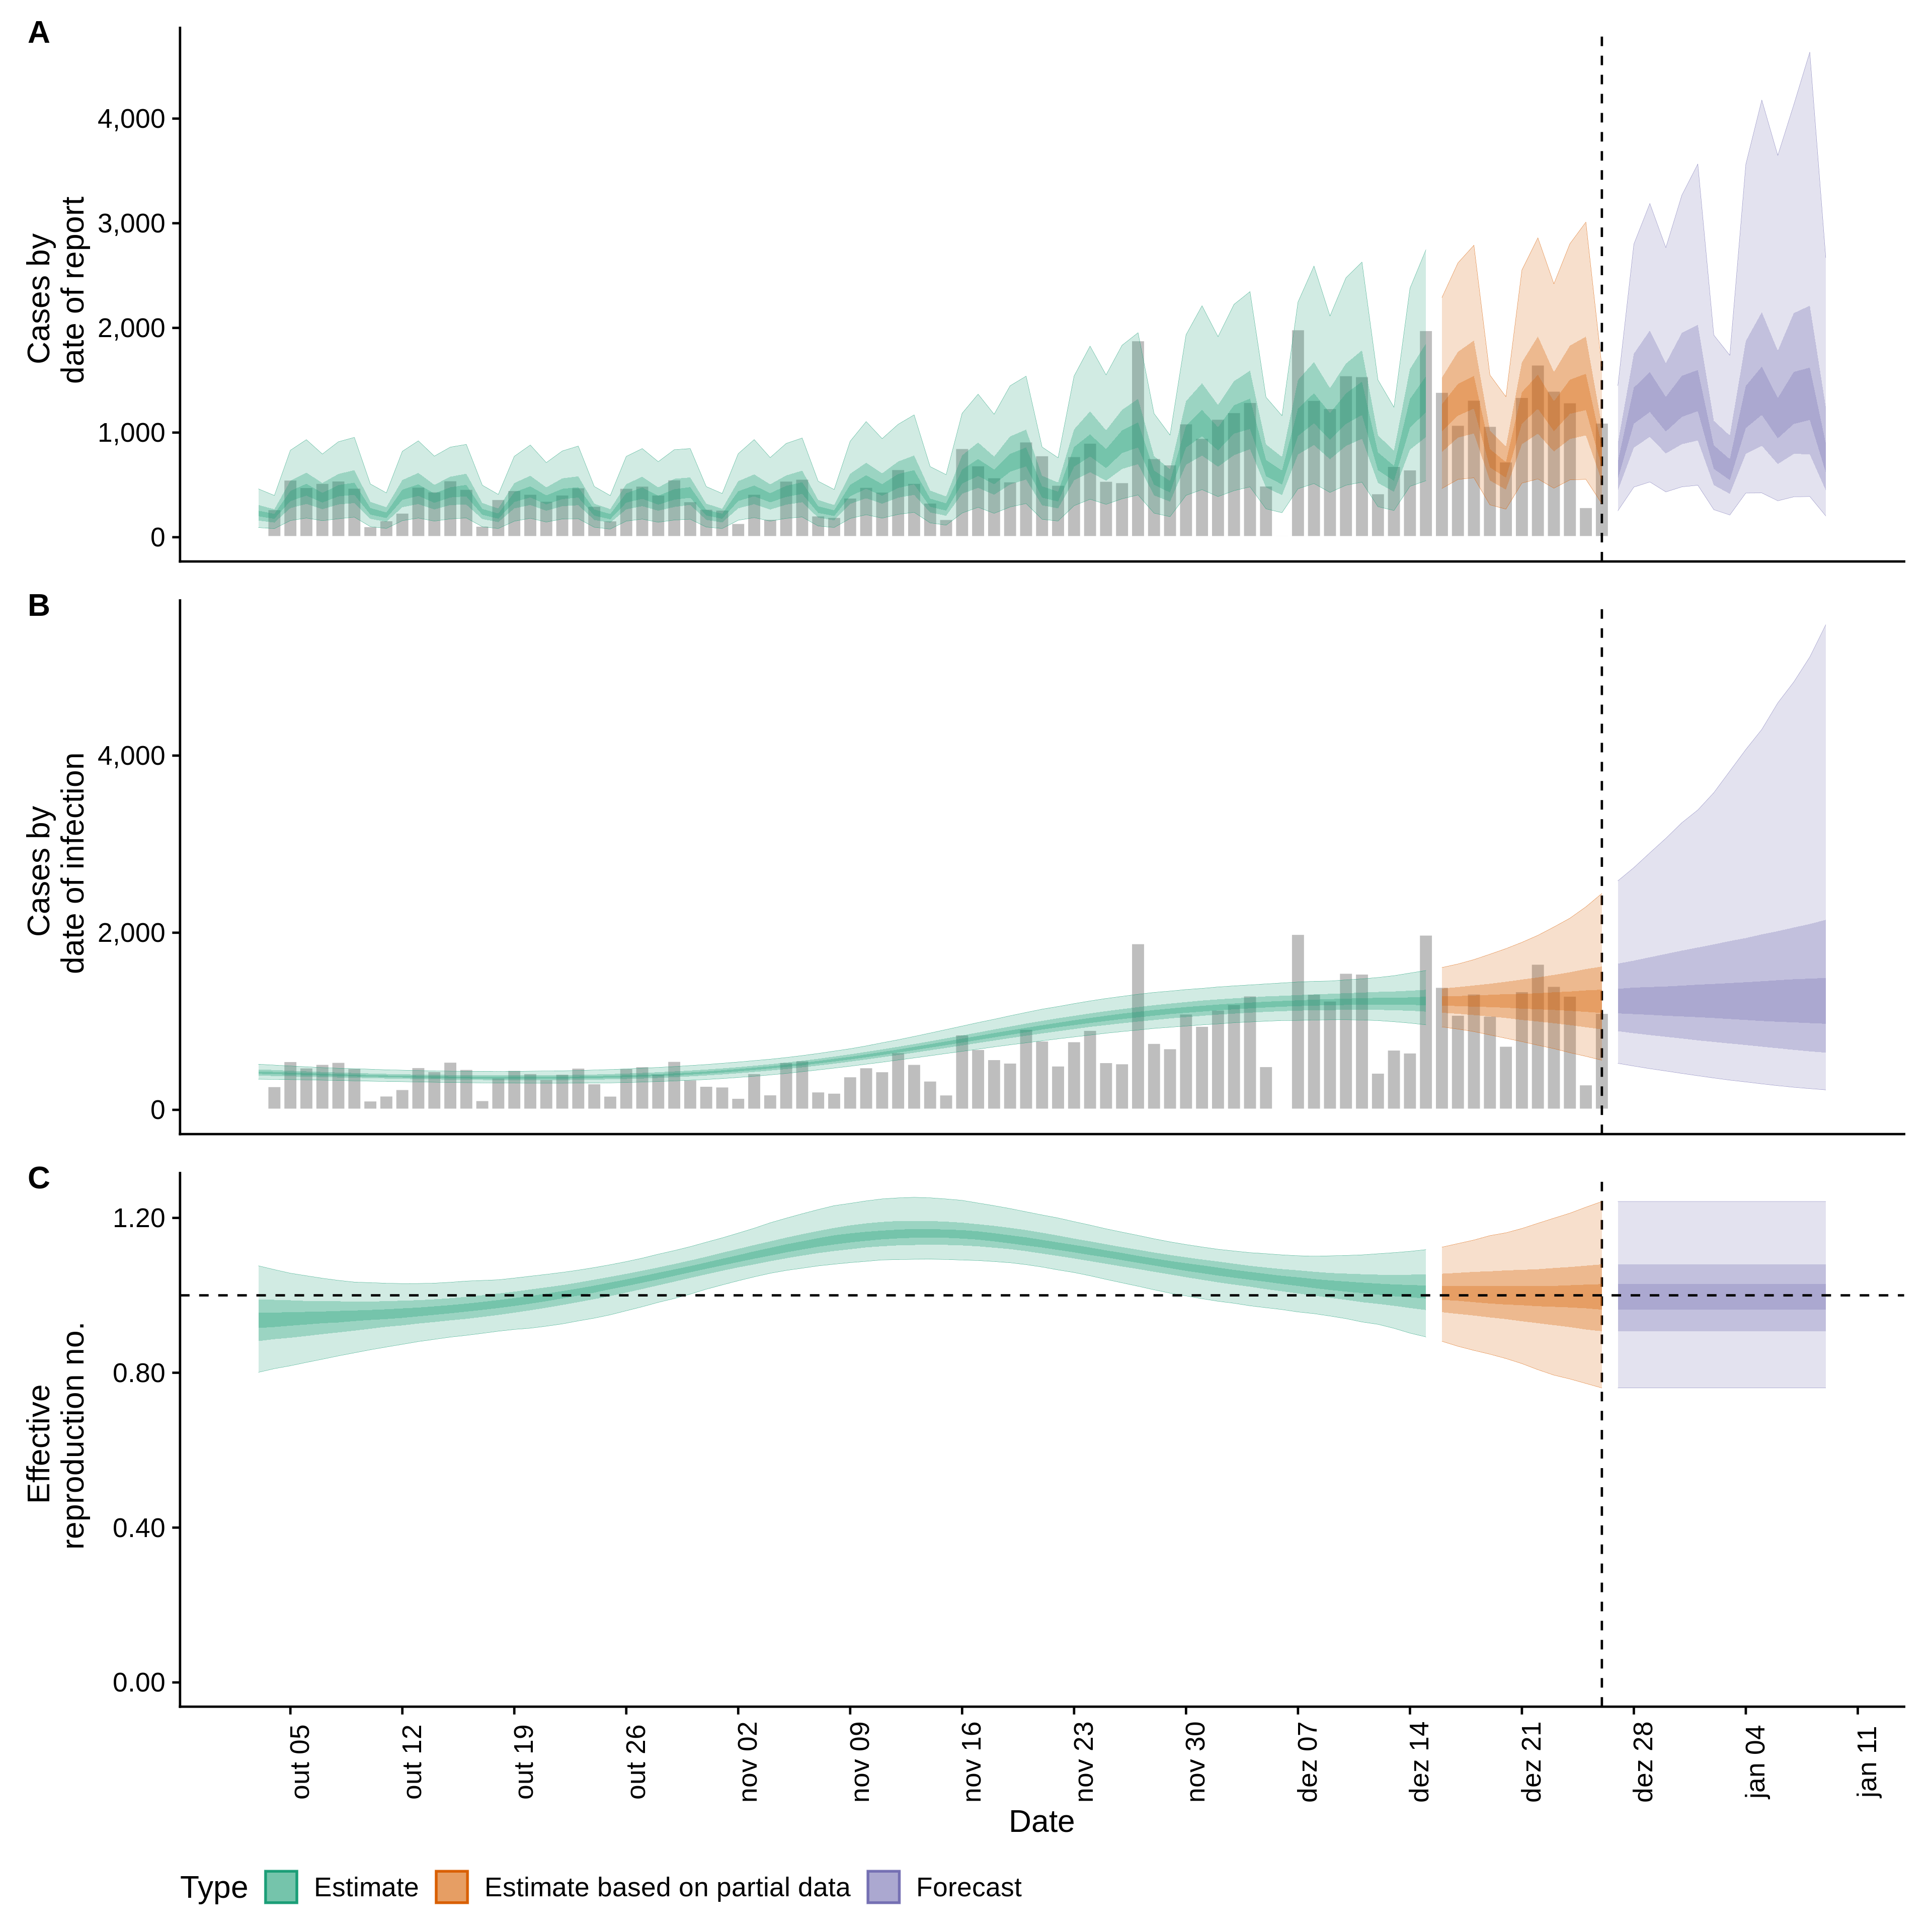 A
Cases by
date of report
4,000
3,000
2,000
1,000
0
B
Cases by
date of infection
4,000
2,000
0
C
Effective
reproduction no.
1.20
0.80
0.40
0.00
out 05
out 12
out 19
out 26
nov 02
nov 09
nov 16
nov 23
nov 30
dez 07
dez 14
dez 21
dez 28
jan 04
jan 11
Date
Type Estimate Estimate based on partial data Forecast